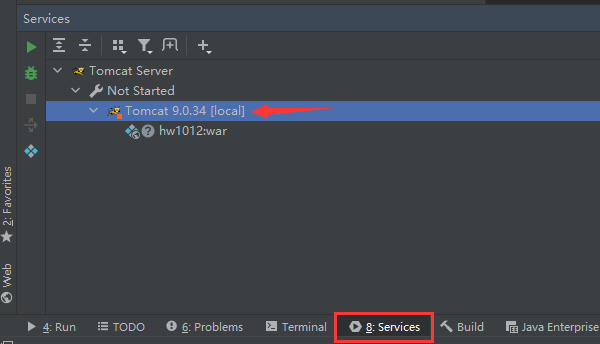 Services
Tomcat Server
Not Started
Tomcat 9.0.34 [local]
hw1012:war
2: Favorites
Web
4: Run TODO 6: Problems Terminal 8: Services Build Java Enterprise